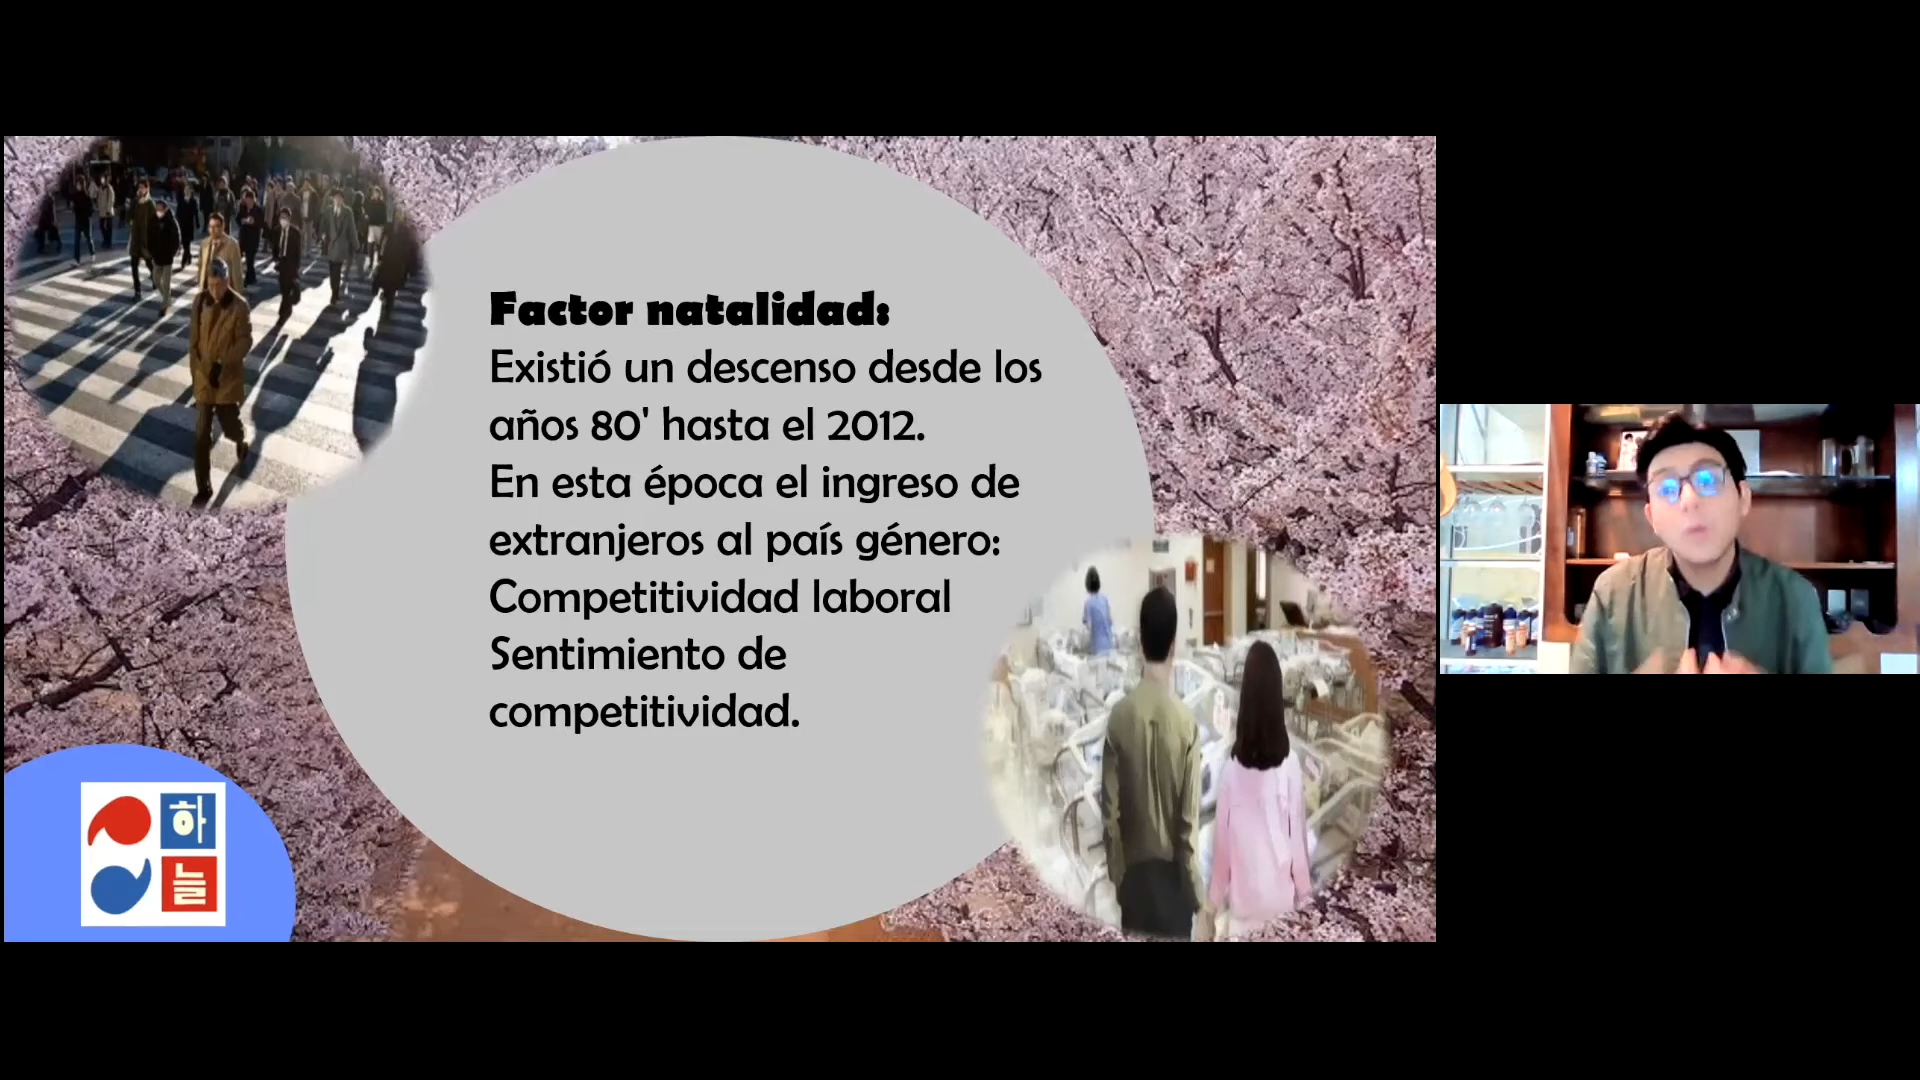 Factor natalidad:
Existió un descenso desde los
años 80' hasta el 2012.
En esta época el ingreso de
extranjeros al país género:
Competitividad laboral
Sentimiento de
competitividad.
하
늘